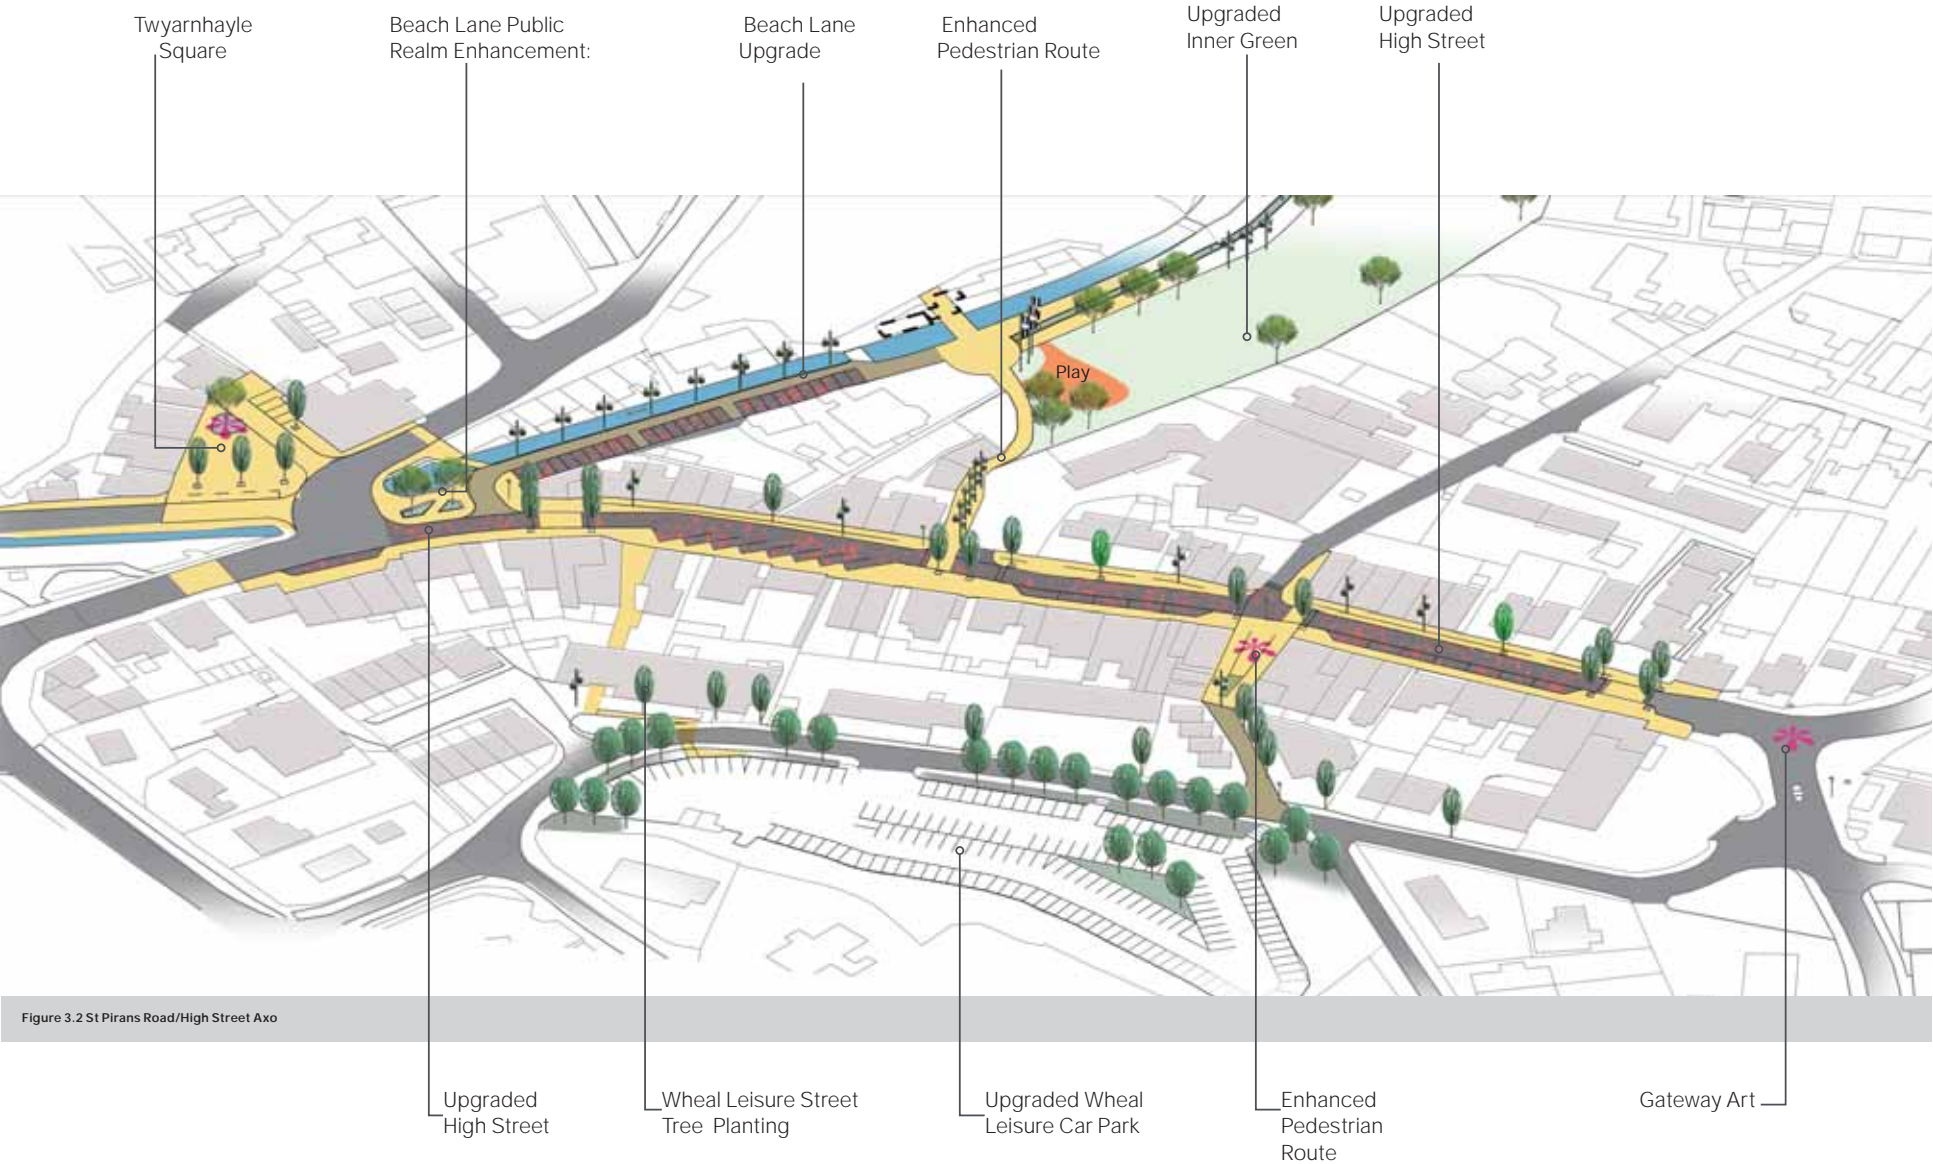 Twyarnhayle
Square
Beach Lane Public
Realm Enhancement:
Beach Lane
Upgrade
Enhanced
Pedestrian Route
Upgraded
Inner Green
Upgraded
High Street
Play
Figure 3.2 St Pirans Road/High Street Axo
Upgraded
High Street
Wheal Leisure Street
Tree Planting
Upgraded Wheal
Leisure Car Park
Enhanced
Pedestrian
Route
Gateway Art